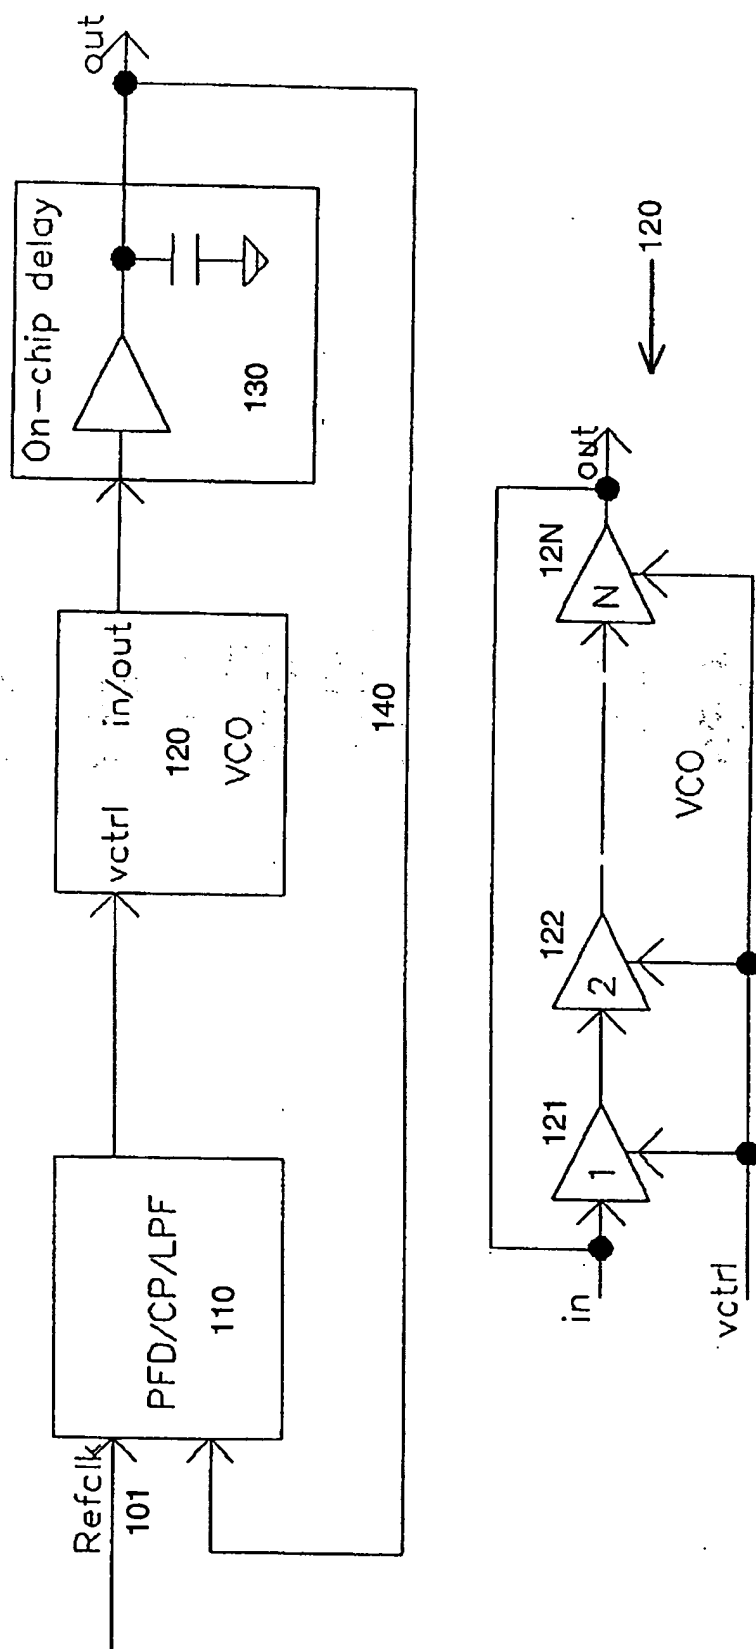 Refclk
101
PFD/CP/LPF
110
vctrl in/out
120
VCO
On-chip delay
130
out
140
in
vctrl
1
121
2
122
N
12N
out
VCO
120